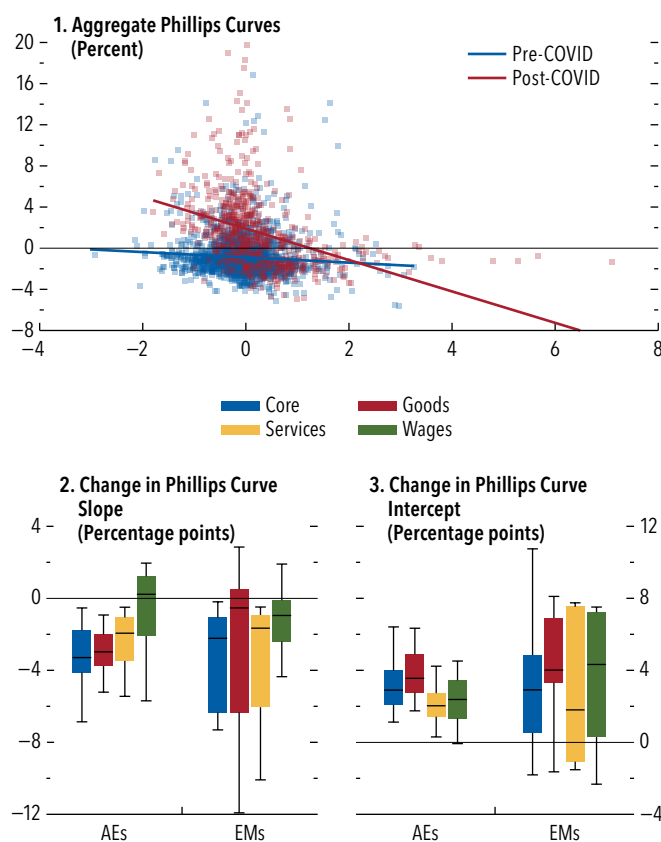 1. Aggregate Phillips Curves
(Percent)
Pre-COVID
Post-COVID
20
16
12
8
4
0
−4
−8
−4 −2 0 2 4 6 8
Core Goods
Services Wages
2. Change in Phillips Curve
Slope
(Percentage points)
4
0
−4
−8
−12
AEs EMs
3. Change in Phillips Curve
Intercept
(Percentage points)
12
8
4
0
−4
AEs EMs